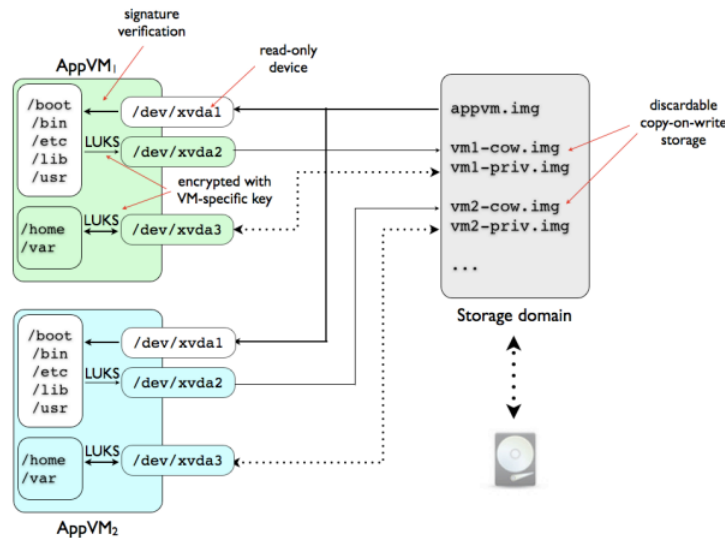 signature
verification
AppVM1
read-only
device
/boot
/bin
/etc
/lib
/usr
/dev/xvda1
LUKS
/dev/xvda2
encrypted with
VM-specific key
/home
/var
LUKS
/dev/xvda3
appvm.img
vm1-cow.img
vm1-priv.img
vm2-cow.img
vm2-priv.img
...
Storage domain
discardable
copy-on-write
storage
/boot
/bin
/etc
/lib
/usr
/dev/xvda1
LUKS
/dev/xvda2
/home
/var
LUKS
/dev/xvda3
AppVM2